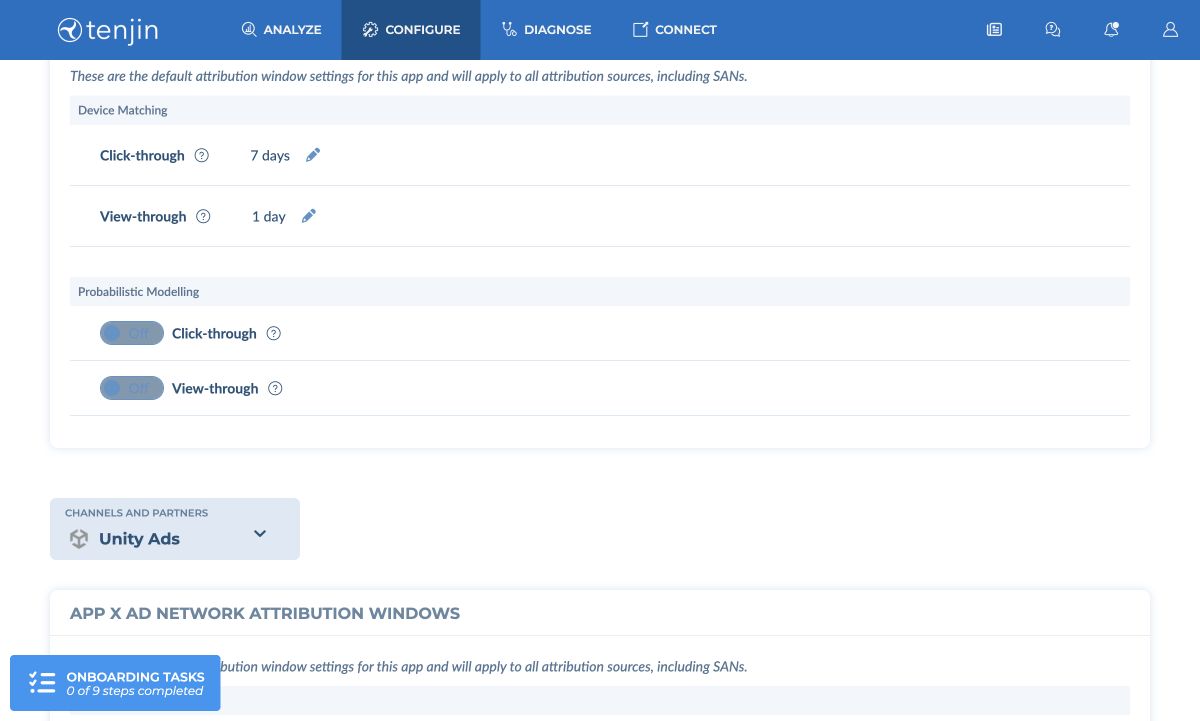 tenjin
ANALYZE
CONFIGURE
DIAGNOSE
CONNECT
These are the default attribution window settings for this app and will apply to all attribution sources, including SANs.
Device Matching
Click-through ? 7 days
View-through ? 1 day
Probabilistic Modelling
Off Click-through ?
Off View-through ?
CHANNELS AND PARTNERS
Unity Ads
APP X AD NETWORK ATTRIBUTION WINDOWS
bution window settings for this app and will apply to all attribution sources, including SANs.
ONBOARDING TASKS
0 of 9 steps completed